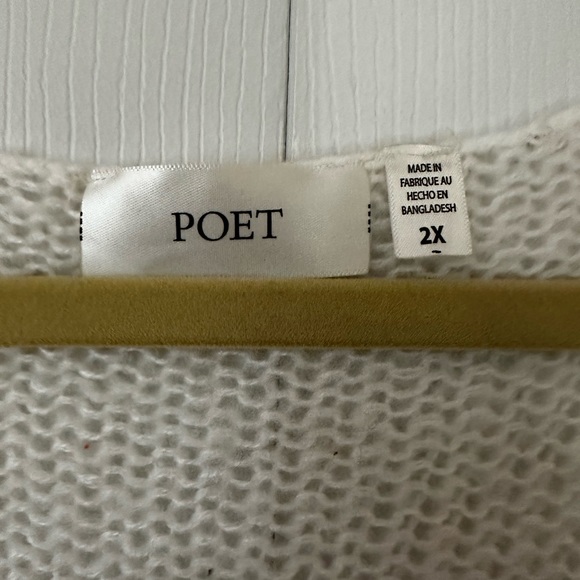 POET
MADE IN
FABRIQUE AU
HECHO EN
BANGLADESH
2X